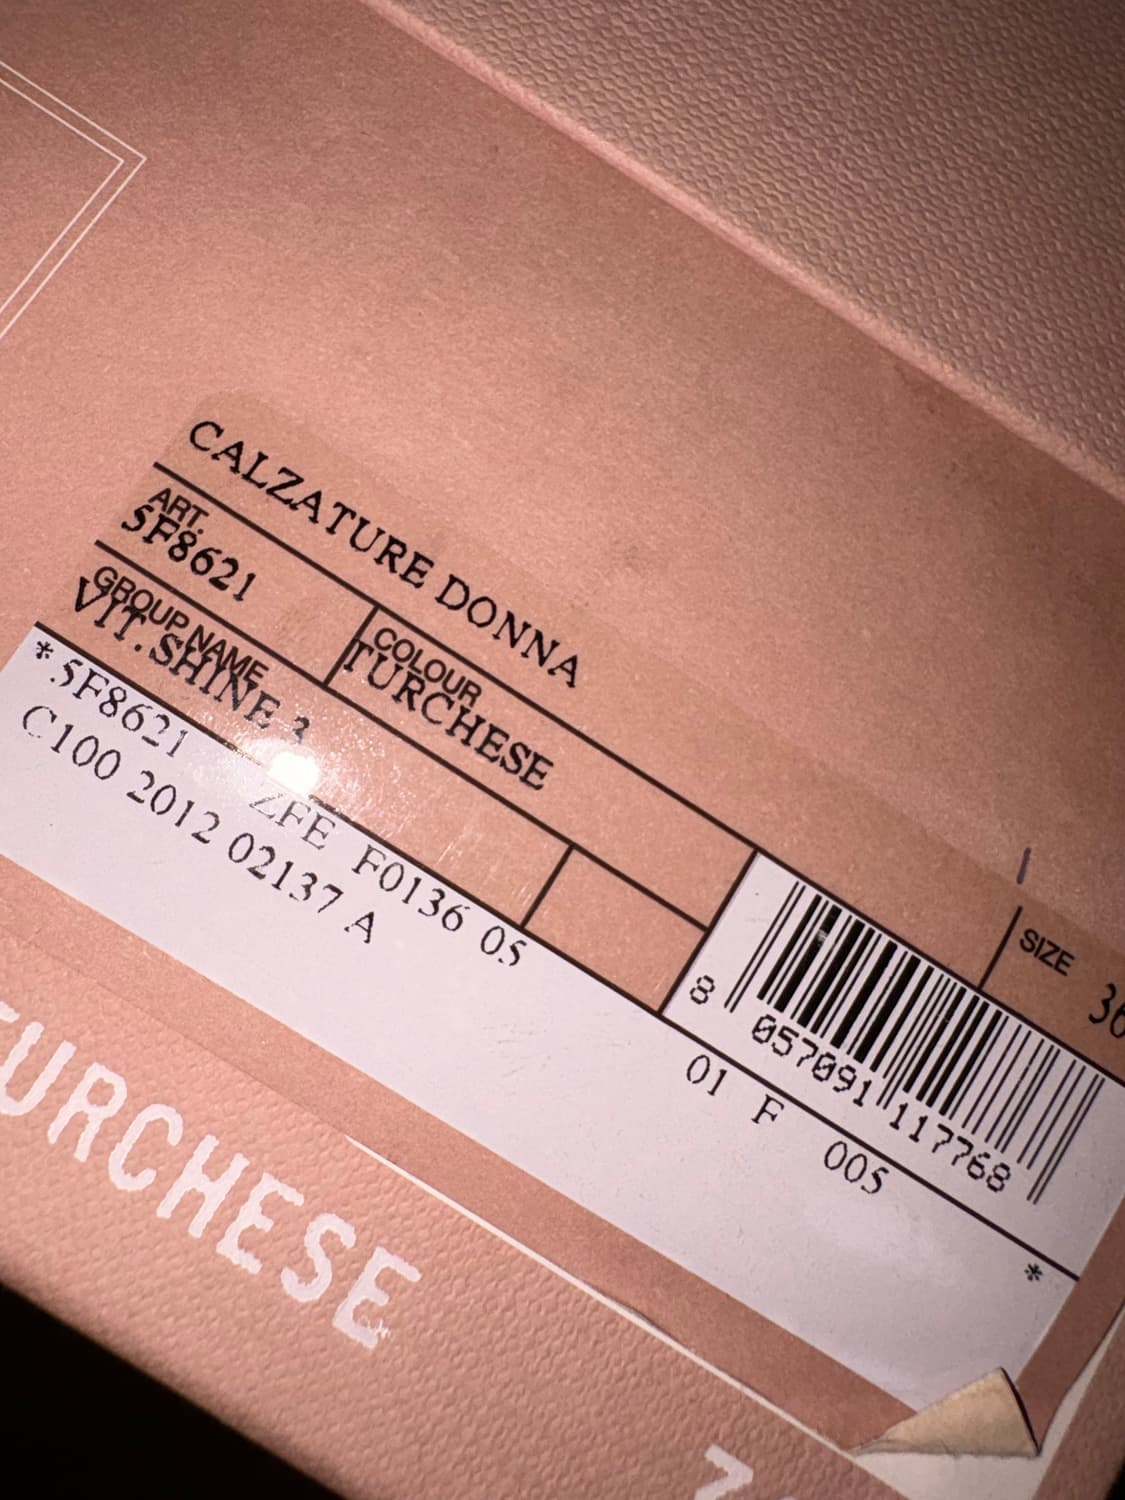 CALZATURE DONNA
ART.
5F8621
COLOUR
TURCHESE
SIZE
GROUP NAME
VIT.SHINE 3
8 057091 117768
*5F8621 ZFE F0136 05 01 F 005 *
C100 2012 02137 A
TURCHESE